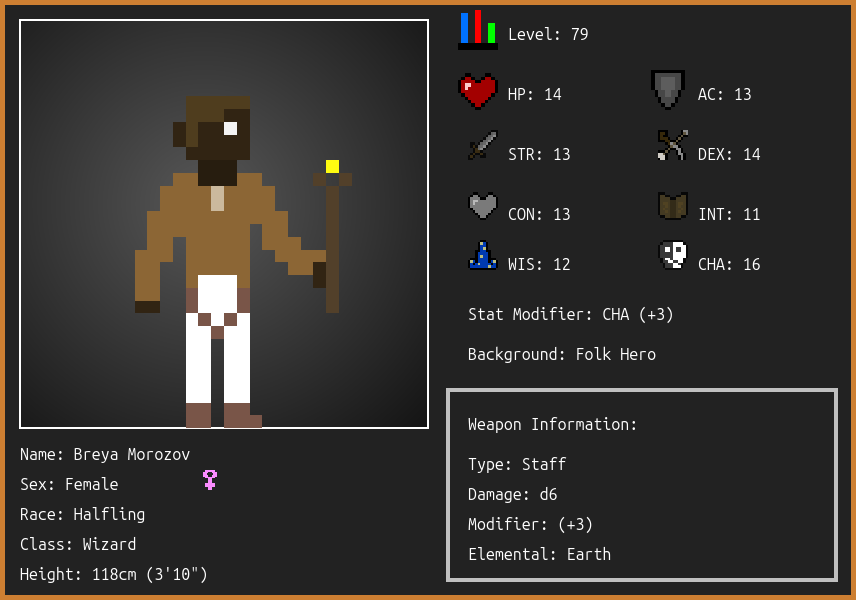 Level: 79
HP: 14
AC: 13
STR: 13
DEX: 14
CON: 13
INT: 11
WIS: 12
CHA: 16
Stat Modifier: CHA (+3)
Background: Folk Hero
Weapon Information:
Type: Staff
Damage: d6
Modifier: (+3)
Elemental: Earth
Name: Breya Morozov
Sex: Female
Race: Halfling
Class: Wizard
Height: 118cm (3'10")